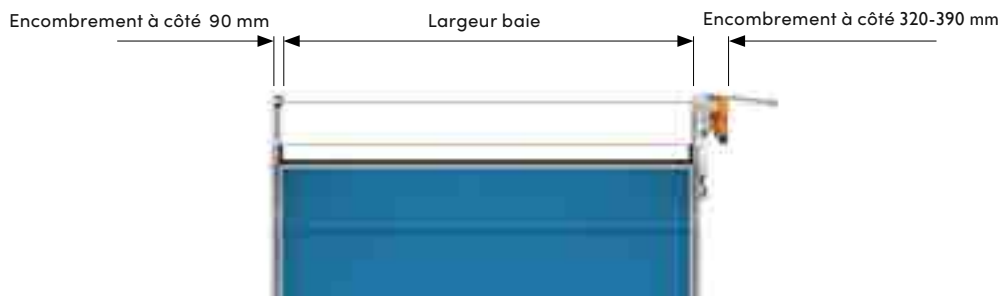 Encombrement à côté 90 mm
Largeur baie
Encombrement à côté 320-390 mm